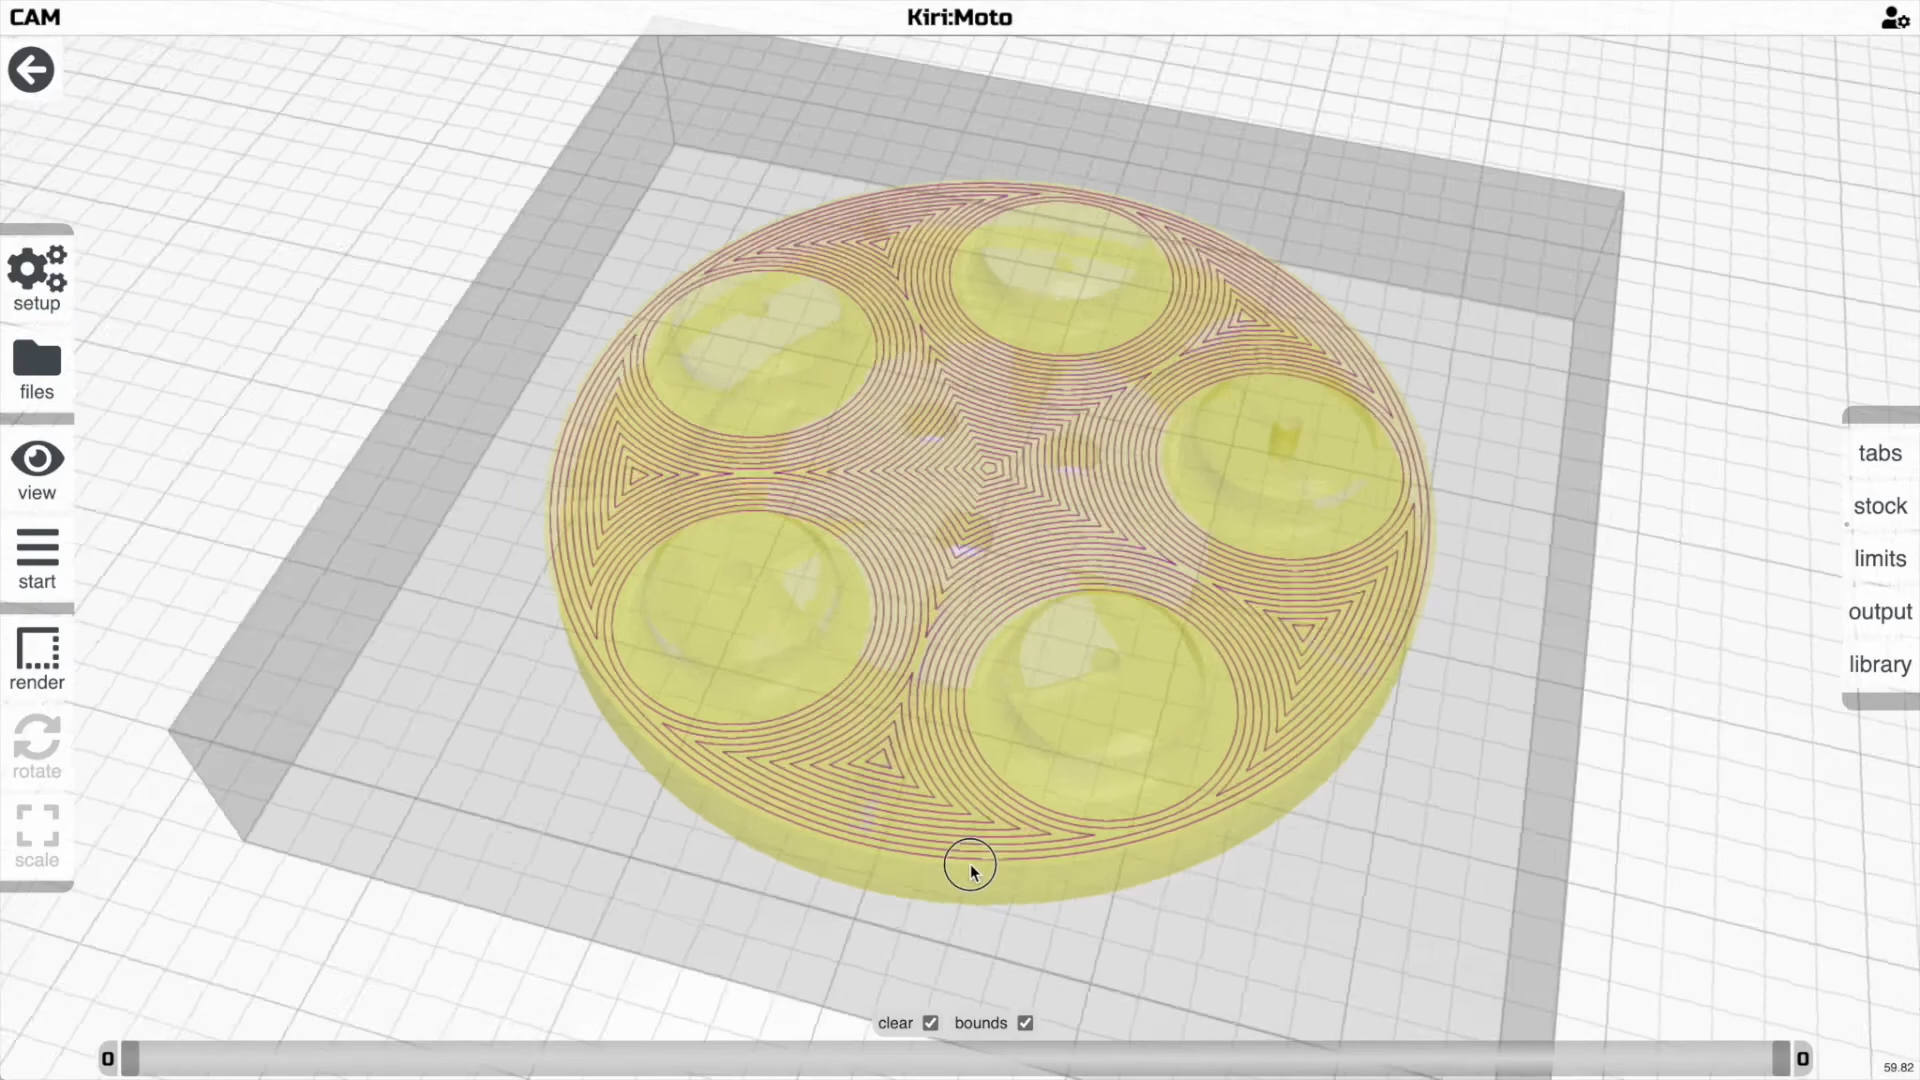 CAM
Kiri:Moto
setup
files
view
start
render
rotate
scale
tabs
stock
limits
output
library
clear
bounds
0
0
59.82